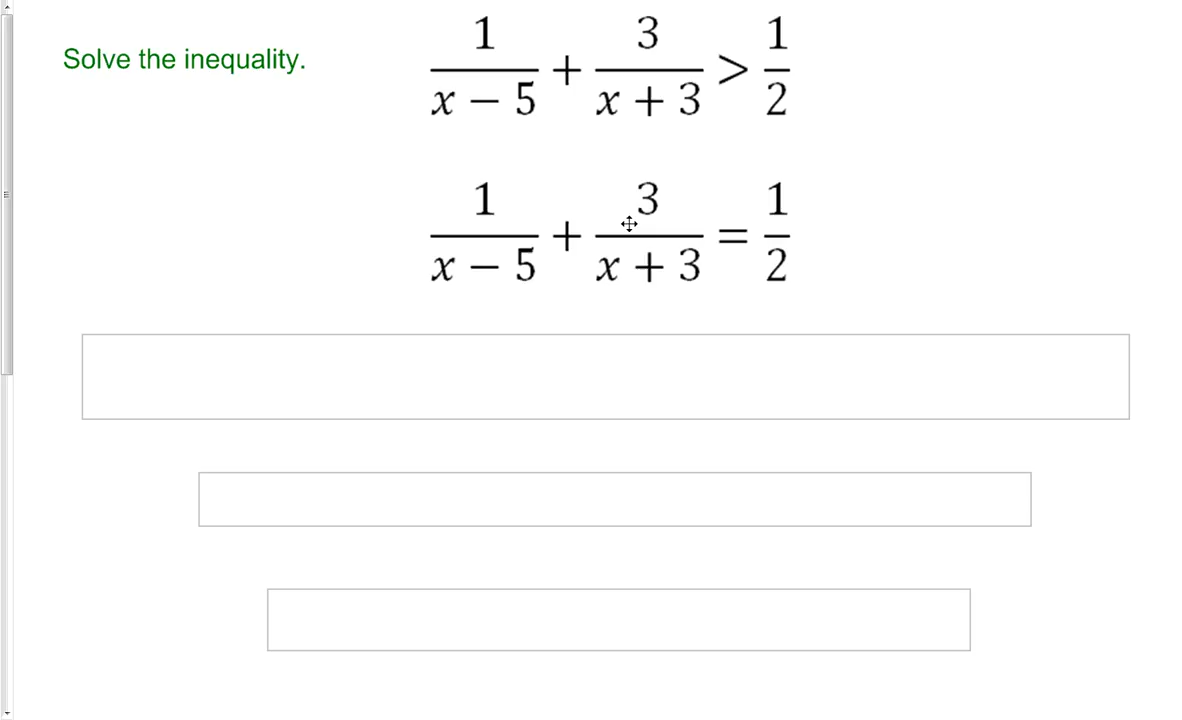 Solve the inequality.
1/(x − 5) + 3/(x + 3) > 1/2
1/(x − 5) + 3/(x + 3) = 1/2